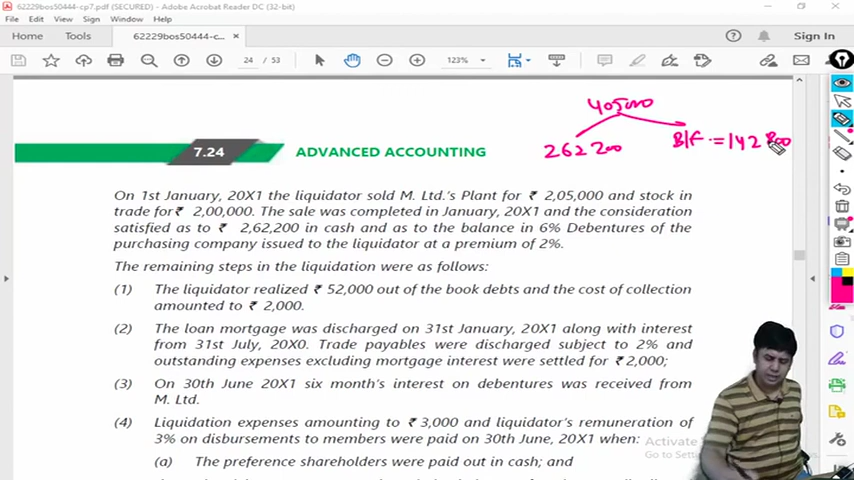 62229bos50444-cp7.pdf (SECURED) - Adobe Acrobat Reader DC (32-bit)
File Edit View Sign Window Help
Home Tools 62229bos50444-c... × Sign In
24 / 53 123%
405000
262200 B/F = 142800
7.24 ADVANCED ACCOUNTING
On 1st January, 20X1 the liquidator sold M. Ltd.'s Plant for ₹ 2,05,000 and stock in
trade for ₹ 2,00,000. The sale was completed in January, 20X1 and the consideration
satisfied as to ₹ 2,62,200 in cash and as to the balance in 6% Debentures of the
purchasing company issued to the liquidator at a premium of 2%.
The remaining steps in the liquidation were as follows:
(1) The liquidator realized ₹ 52,000 out of the book debts and the cost of collection
amounted to ₹ 2,000.
(2) The loan mortgage was discharged on 31st January, 20X1 along with interest
from 31st July, 20X0. Trade payables were discharged subject to 2% and
outstanding expenses excluding mortgage interest were settled for ₹ 2,000;
(3) On 30th June 20X1 six month's interest on debentures was received from
M. Ltd.
(4) Liquidation expenses amounting to ₹ 3,000 and liquidator's remuneration of
3% on disbursements to members were paid on 30th June, 20X1 when:
Activate
Go to Setti
(a) The preference shareholders were paid out in cash; and